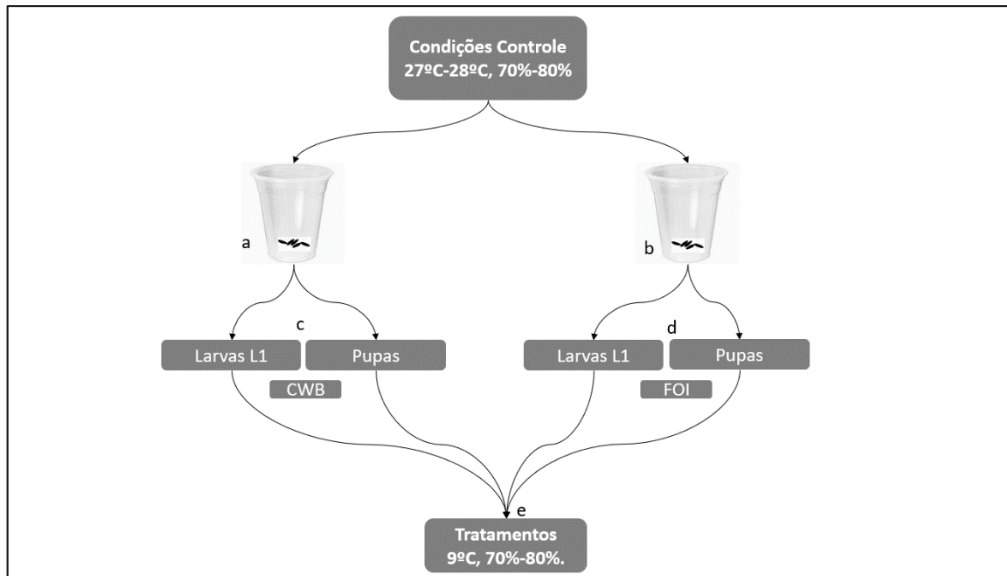 Condições Controle
27ºC-28ºC, 70%-80%
a
b
c
d
Larvas L1
Pupas
Larvas L1
Pupas
CWB
FOI
e
Tratamentos
9ºC, 70%-80%.